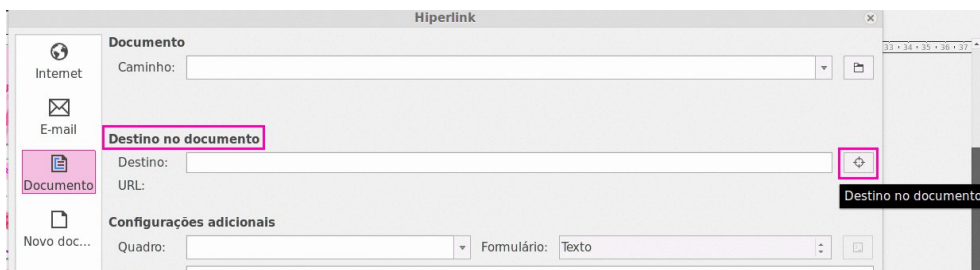 Hiperlink
33 34 35 36 37
Internet
E-mail
Documento
Novo doc...
Documento
Caminho:
Destino no documento
Destino:
URL:
Destino no documento
Configurações adicionais
Quadro:
Formulário: Texto